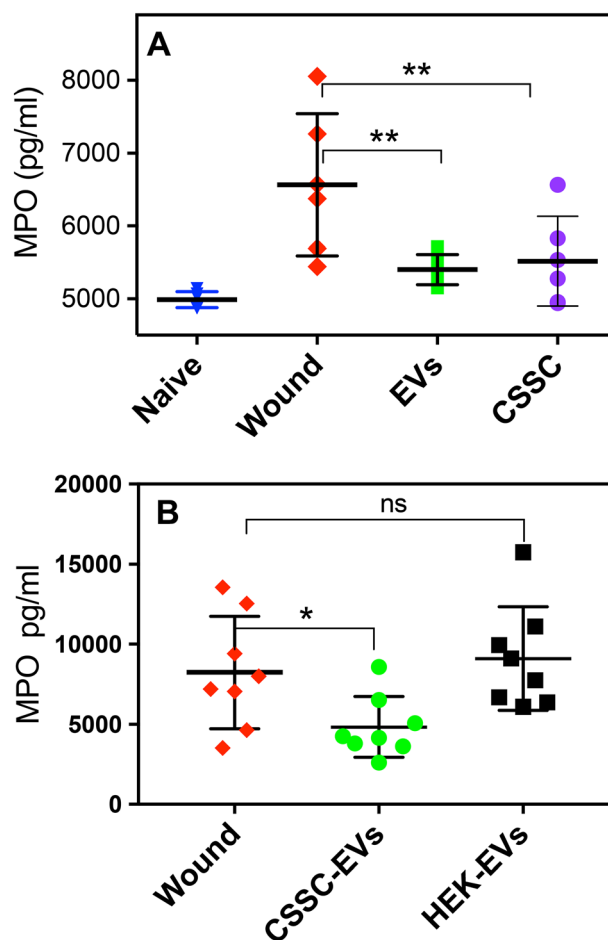 A
MPO (pg/ml)
8000
7000
6000
5000
**
**
Naive
Wound
EVs
CSSC
B
MPO pg/ml
20000
15000
10000
5000
0
ns
*
Wound
CSSC-EVs
HEK-EVs